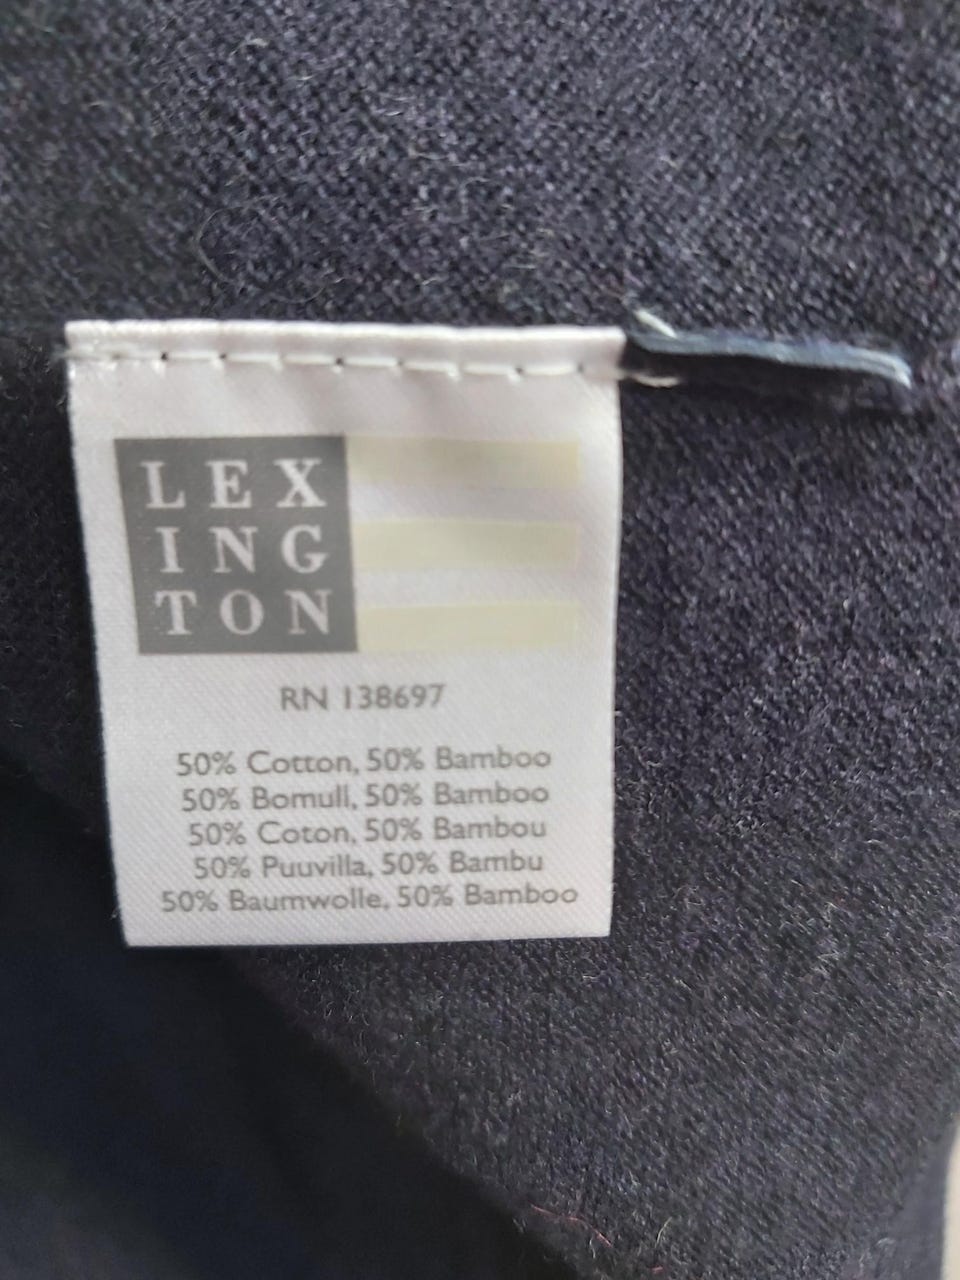 LEX
ING
TON
RN 138697
50% Cotton, 50% Bamboo
50% Bomull, 50% Bamboo
50% Coton, 50% Bambou
50% Puuvilla, 50% Bambu
50% Baumwolle, 50% Bamboo